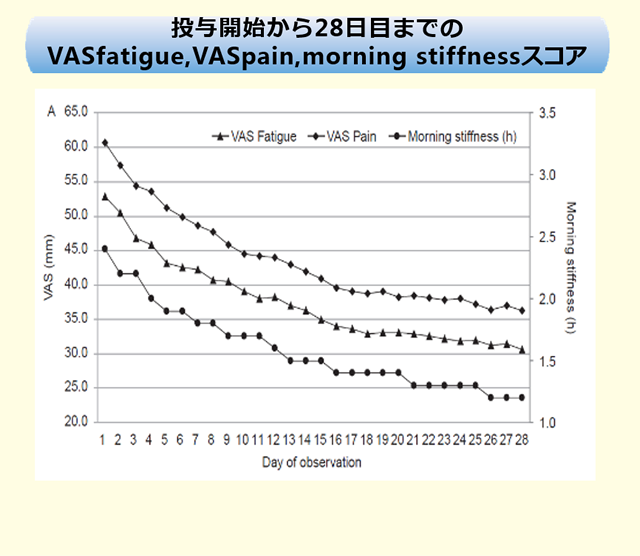 投与開始から28日目までの
VASfatigue,VASpain,morning stiffnessスコア
A
65.0
60.0
55.0
50.0
45.0
40.0
35.0
30.0
25.0
20.0
VAS (mm)
VAS Fatigue
VAS Pain
Morning stiffness (h)
3.5
3.0
2.5
2.0
1.5
1.0
Morning stiffness (h)
1 2 3 4 5 6 7 8 9 10 11 12 13 14 15 16 17 18 19 20 21 22 23 24 25 26 27 28
Day of observation